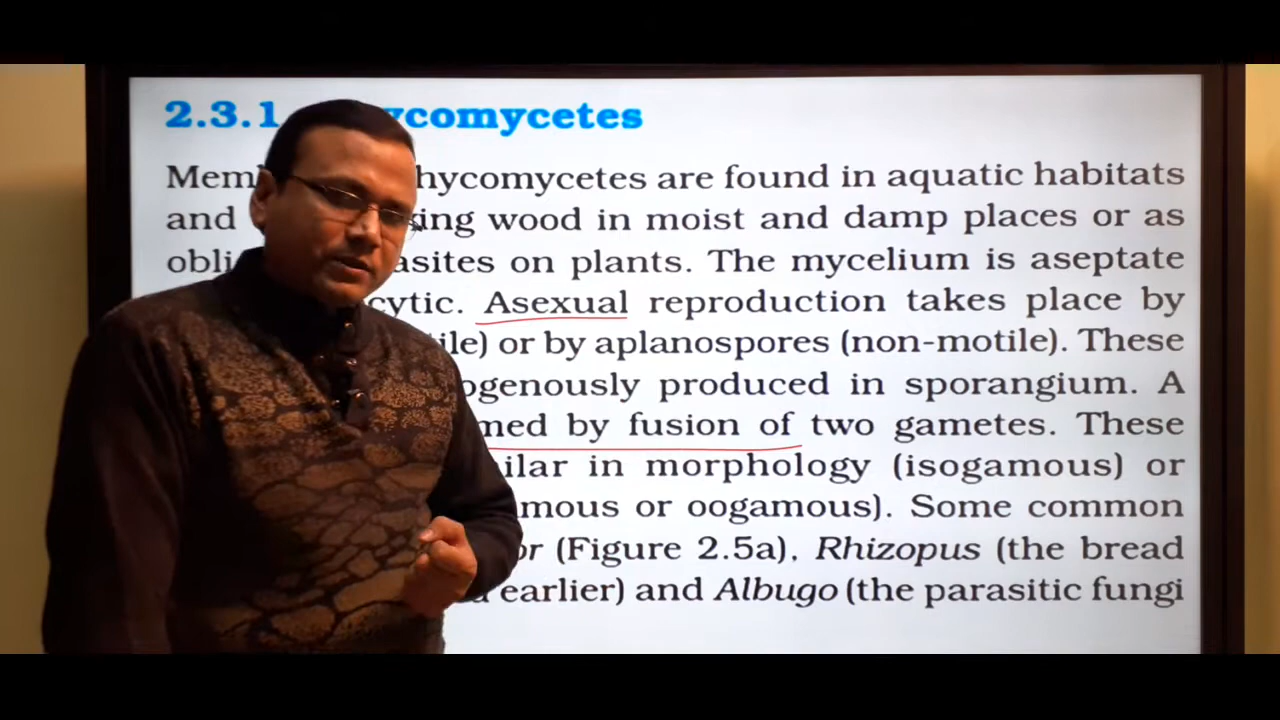 2.3.1 ycomycetes
Mem hycomycetes are found in aquatic habitats
and king wood in moist and damp places or as
obli asites on plants. The mycelium is aseptate
cytic. Asexual reproduction takes place by
tile) or by aplanospores (non-motile). These
ogenously produced in sporangium. A
med by fusion of two gametes. These
ilar in morphology (isogamous) or
mous or oogamous). Some common
or (Figure 2.5a), Rhizopus (the bread
earlier) and Albugo (the parasitic fungi